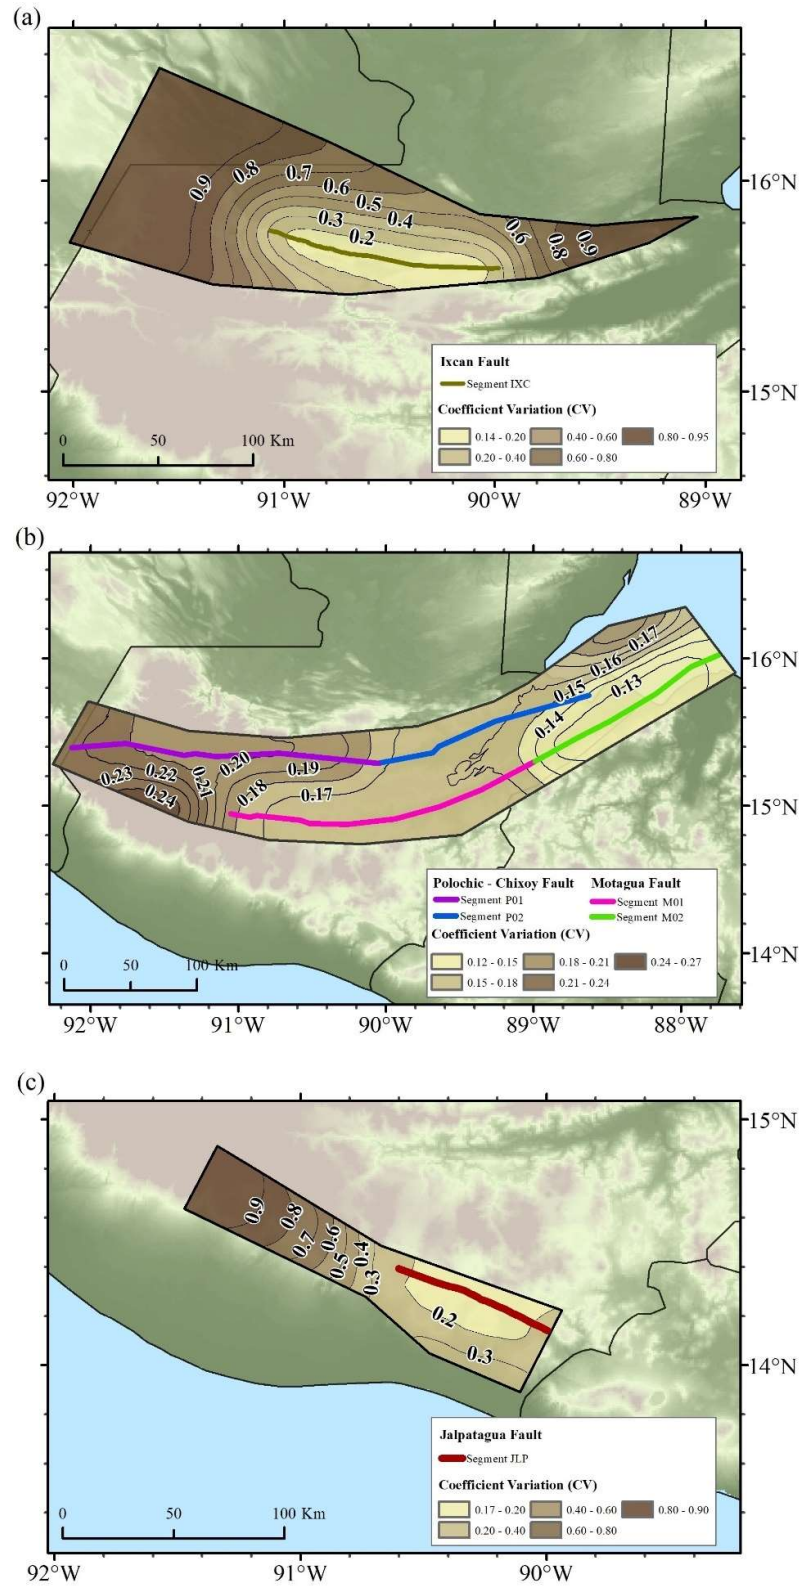 (a)
0.9
0.8
0.7
0.6
0.5
0.3
0.4
0.2
0.6
0.8
0.9
16°N
15°N
Ixcan Fault
Segment IXC
Coefficient Variation (CV)
0.14 - 0.20
0.40 - 0.60
0.80 - 0.95
0.20 - 0.40
0.60 - 0.80
0 50 100 Km
92°W 91°W 90°W 89°W
(b)
0.17
0.16
0.15
0.13
0.14
0.20
0.19
0.23
0.22
0.21
0.18
0.17
0.24
16°N
15°N
14°N
Polochic - Chixoy Fault Motagua Fault
Segment P01 Segment M01
Segment P02 Segment M02
Coefficient Variation (CV)
0.12 - 0.15 0.18 - 0.21 0.24 - 0.27
0.15 - 0.18 0.21 - 0.24
0 50 100 Km
92°W 91°W 90°W 89°W 88°W
(c)
0.9
0.8
0.7
0.6
0.5
0.4
0.3
0.2
0.3
15°N
14°N
Jalpatagua Fault
Segment JLP
Coefficient Variation (CV)
0.17 - 0.20 0.40 - 0.60 0.80 - 0.90
0.20 - 0.40 0.60 - 0.80
0 50 100 Km
92°W 91°W 90°W